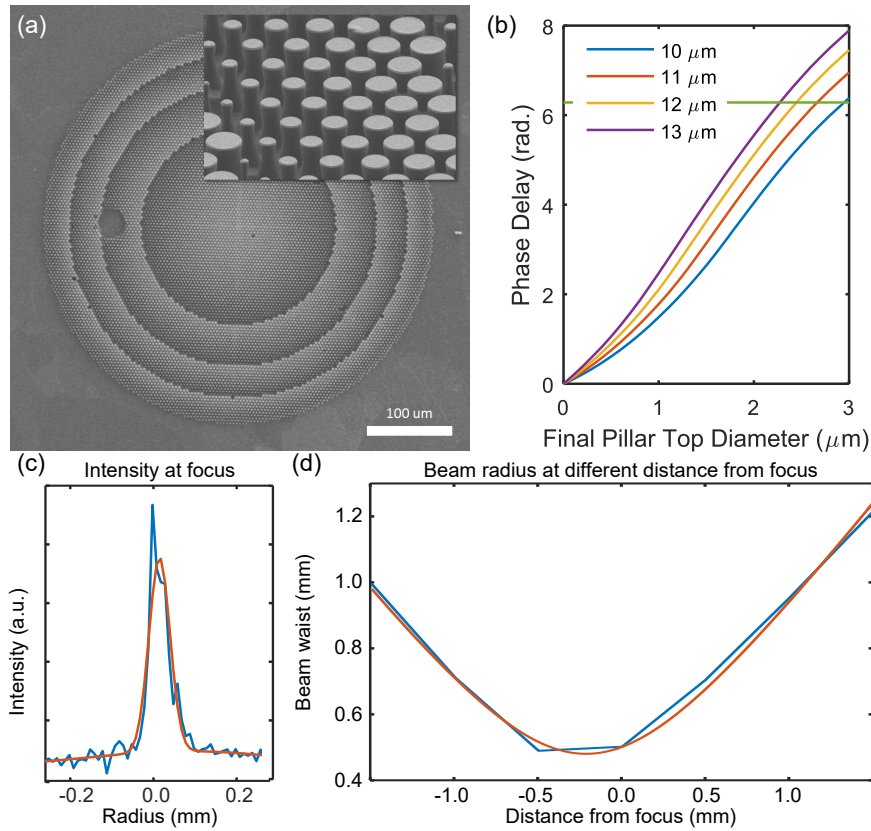 (a)
100 um
(b)
10 μm
11 μm
12 μm
13 μm
8
6
4
2
0
Phase Delay (rad.)
0 1 2 3
Final Pillar Top Diameter (μm)
(c)
Intensity at focus
Intensity (a.u.)
-0.2 0.0 0.2
Radius (mm)
(d)
Beam radius at different distance from focus
1.2
1.0
0.8
0.6
0.4
Beam waist (mm)
-1.0 -0.5 0.0 0.5 1.0
Distance from focus (mm)